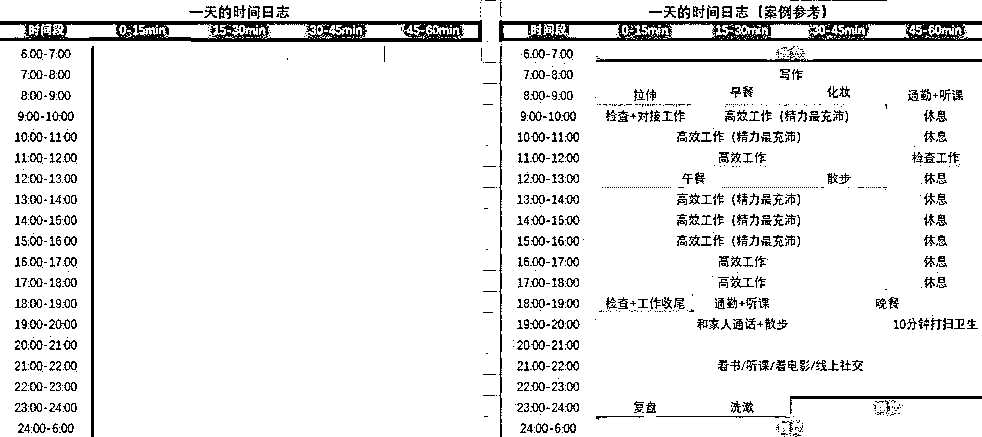 一天的时间日志
时间段 0-15min 15-30min 30-45min 45-60min
6:00-7:00
7:00-8:00
8:00-9:00
9:00-10:00
10:00-11:00
11:00-12:00
12:00-13:00
13:00-14:00
14:00-15:00
15:00-16:00
16:00-17:00
17:00-18:00
18:00-19:00
19:00-20:00
20:00-21:00
21:00-22:00
22:00-23:00
23:00-24:00
24:00-6:00
一天的时间日志（案例参考）
时间段 0-15min 15-30min 30-45min 45-60min
6:00-7:00
7:00-8:00 写作
8:00-9:00 拉伸 早餐 化妆 通勤+听课
9:00-10:00 检查+对接工作 高效工作（精力最充沛） 休息
10:00-11:00 高效工作（精力最充沛） 休息
11:00-12:00 高效工作 检查工作
12:00-13:00 午餐 散步 休息
13:00-14:00 高效工作（精力最充沛） 休息
14:00-15:00 高效工作（精力最充沛） 休息
15:00-16:00 高效工作（精力最充沛） 休息
16:00-17:00 高效工作 休息
17:00-18:00 高效工作 休息
18:00-19:00 检查+工作收尾 通勤+听课 晚餐
19:00-20:00 和家人通话+散步 10分钟打扫卫生
20:00-21:00
21:00-22:00 看书/听课/看电影/线上社交
22:00-23:00
23:00-24:00 复盘 洗漱
24:00-6:00